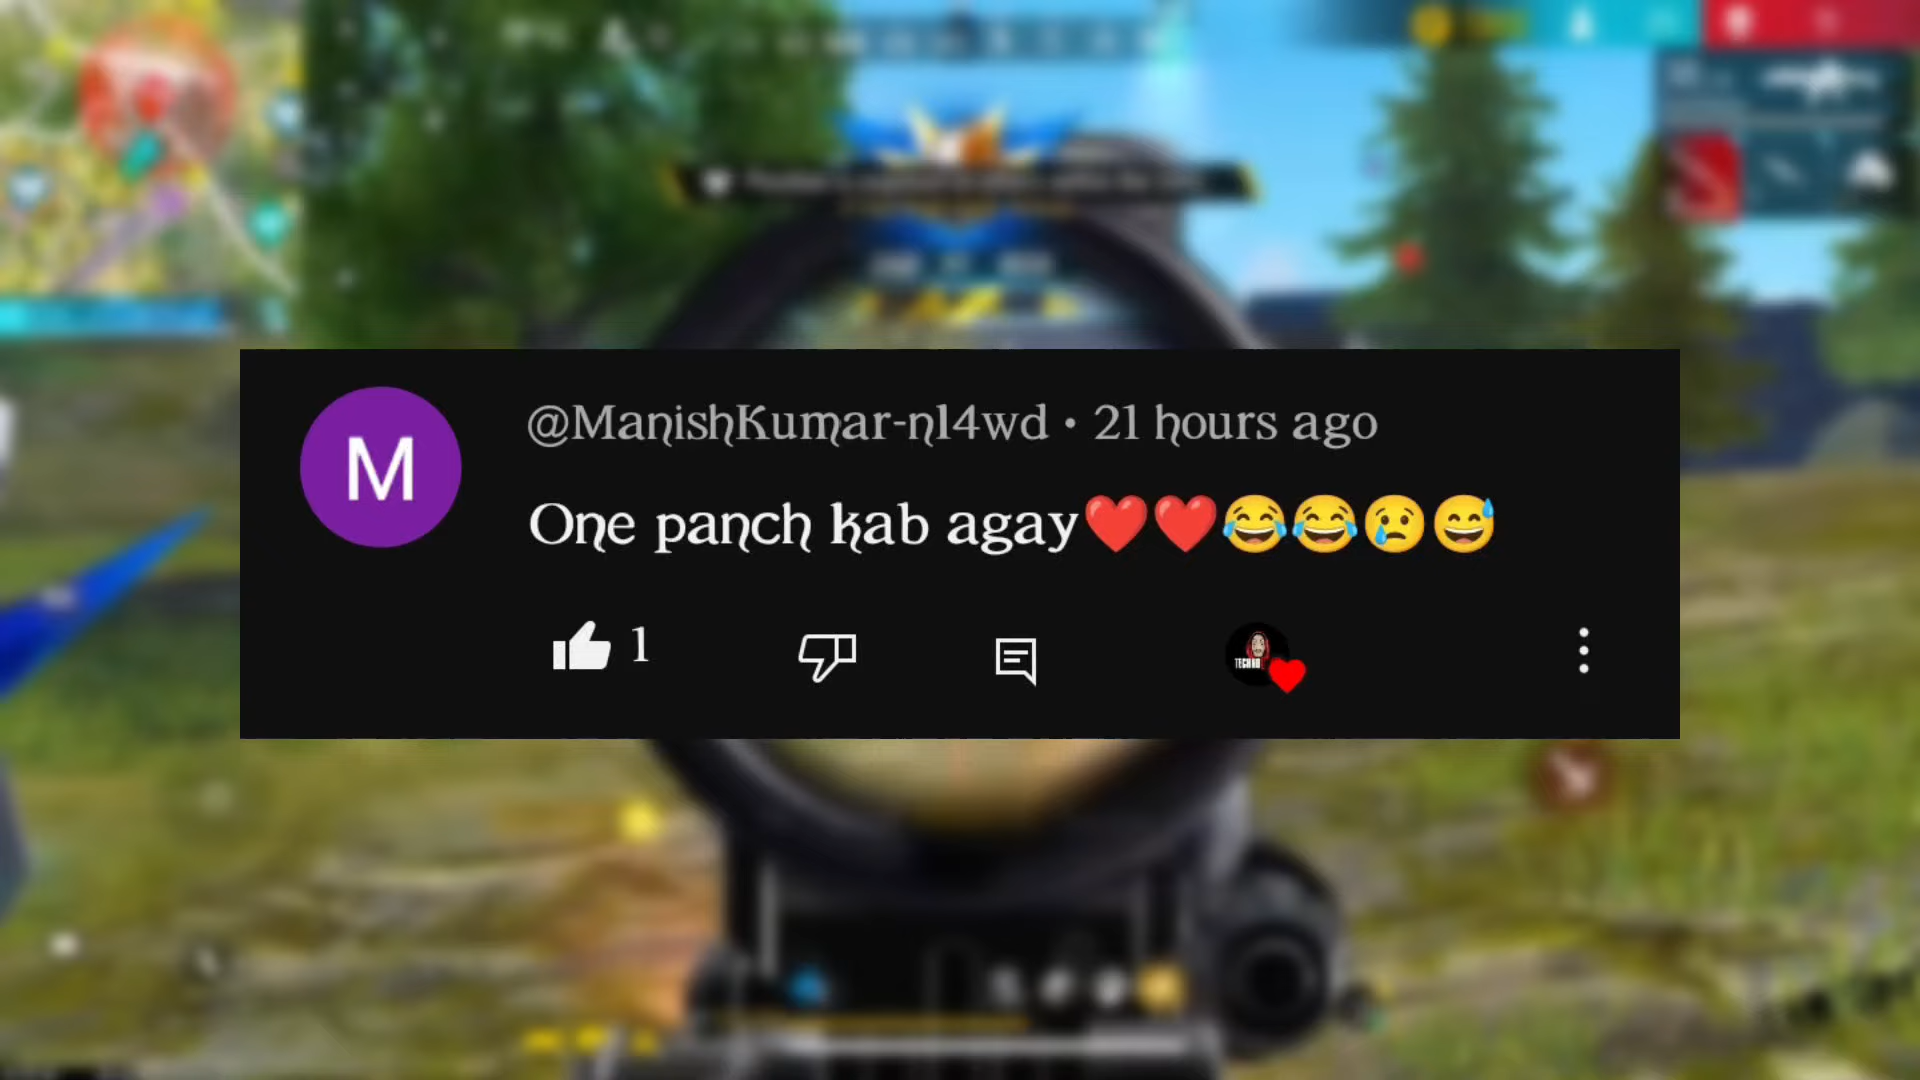 @ManishKumar-nl4wd • 21 hours ago
M
One panch kab agay❤️❤️😂😂😢😅
1